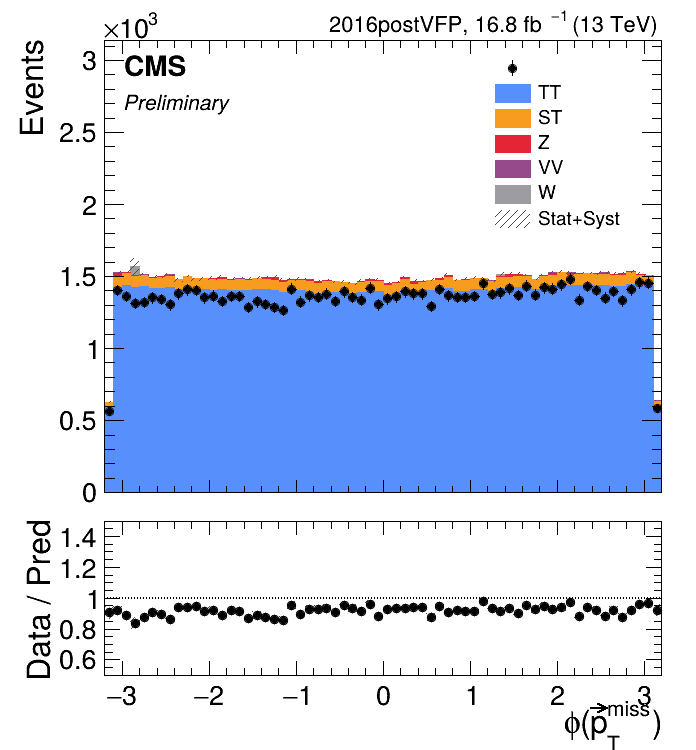 ×10³
2016postVFP, 16.8 fb ⁻¹ (13 TeV)
Events
CMS
Preliminary
TT
ST
Z
VV
W
Stat+Syst
3
2.5
2
1.5
1
0.5
0
Data / Pred
1.4
1.2
1
0.8
0.6
−3 −2 −1 0 1 2 3
ϕ(p⃗_T^miss)